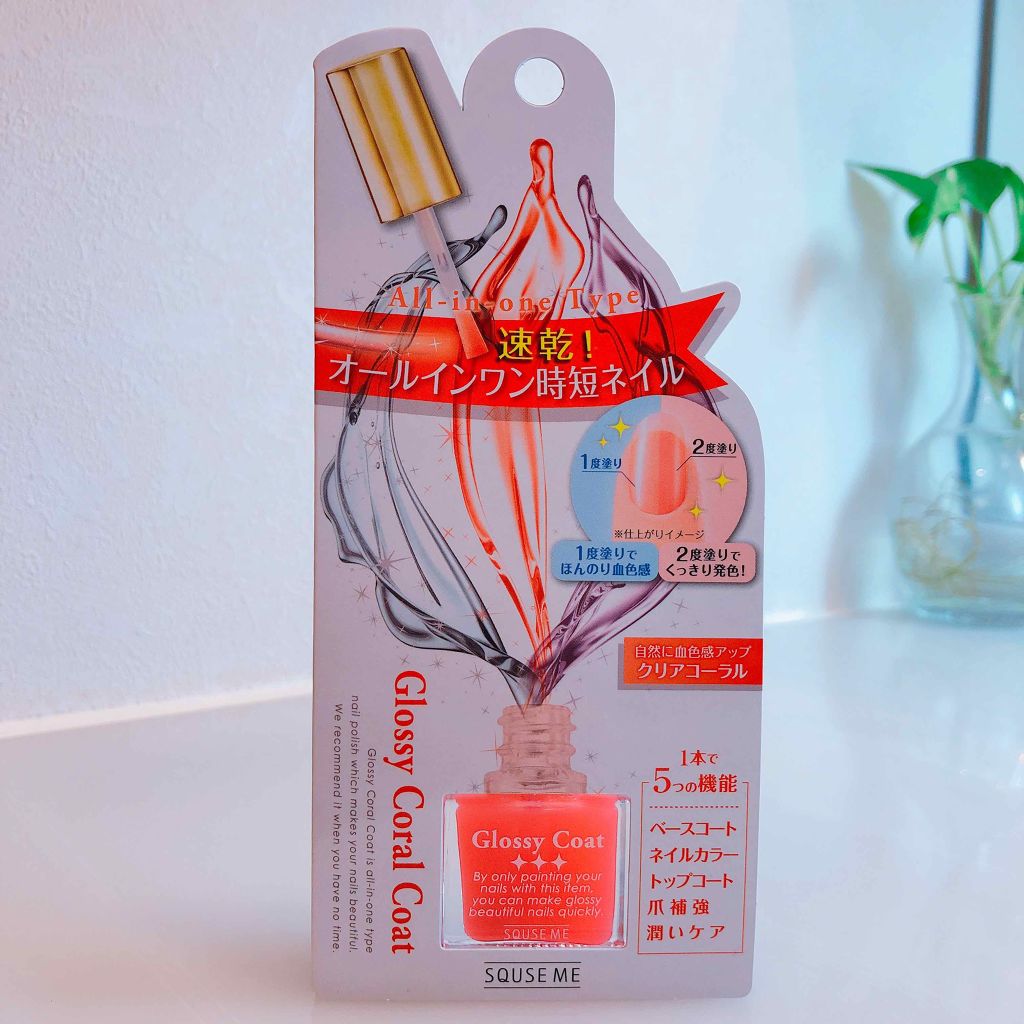 All-in-one Type
速乾!
オールインワン時短ネイル
1度塗り
2度塗り
※仕上がりイメージ
1度塗りで
ほんのり血色感
2度塗りで
くっきり発色!
自然に血色感アップ
クリアコーラル
Glossy Coral Coat
Glossy Coral Coat is all-in-one type
nail polish which makes your nails beautiful.
We recommend it when you have no time.
1本で
5つの機能
ベースコート
ネイルカラー
トップコート
爪補強
潤いケア
Glossy Coat
By only painting your
nails with this item,
you can make glossy
beautiful nails quickly.
SQUSE ME
SQUSE ME